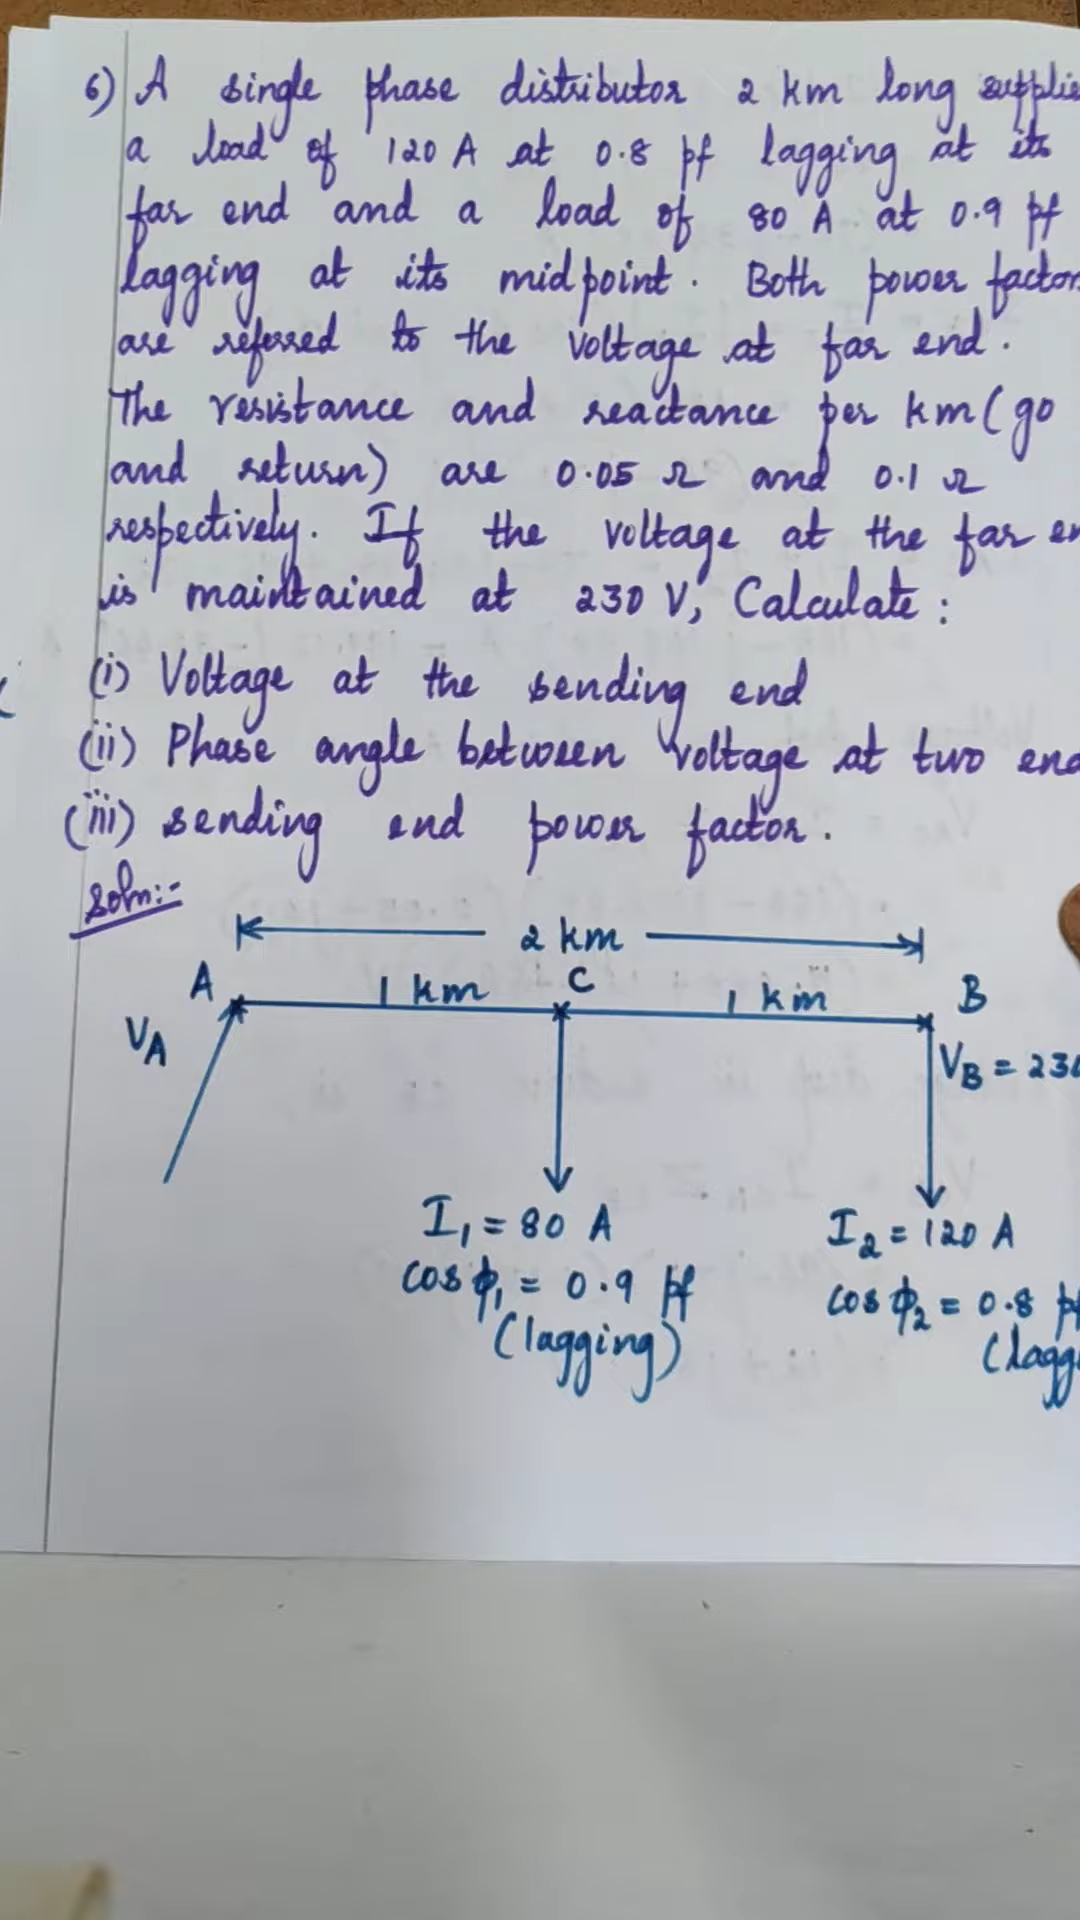 6) A single phase distributor 2 km long supplie
a load of 120 A at 0.8 pf lagging at its
far end and a load of 80 A at 0.9 pf
lagging at its midpoint. Both power factor
are referred to the voltage at far end.
The resistance and reactance per km (go
and return) are 0.05 Ω and 0.1 Ω
respectively. If the voltage at the far en
is maintained at 230 V, Calculate:
(i) Voltage at the sending end
(ii) Phase angle between voltage at two end
(iii) sending end power factor.
Soln:-
2 km
A 1 km C 1 km B
VA
VB = 230
I1 = 80 A I2 = 120 A
cos ϕ1 = 0.9 pf cos ϕ2 = 0.8 pf
(lagging) (laggi